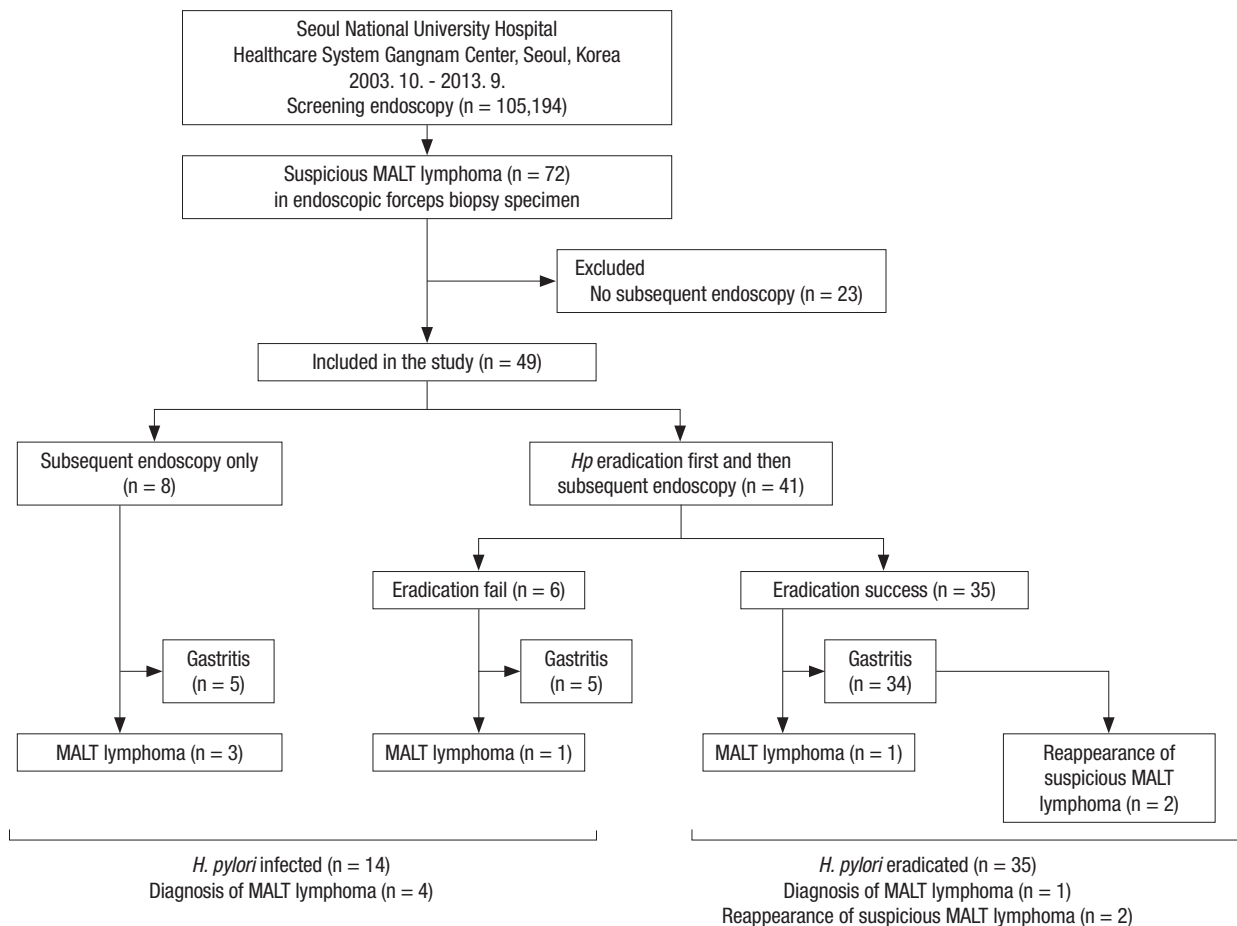 Seoul National University Hospital
Healthcare System Gangnam Center, Seoul, Korea
2003. 10. - 2013. 9.
Screening endoscopy (n = 105,194)
Suspicious MALT lymphoma (n = 72)
in endoscopic forceps biopsy specimen
Excluded
No subsequent endoscopy (n = 23)
Included in the study (n = 49)
Subsequent endoscopy only
(n = 8)
Hp eradication first and then
subsequent endoscopy (n = 41)
Eradication fail (n = 6)
Eradication success (n = 35)
Gastritis
(n = 5)
Gastritis
(n = 5)
Gastritis
(n = 34)
MALT lymphoma (n = 3)
MALT lymphoma (n = 1)
MALT lymphoma (n = 1)
Reappearance of
suspicious MALT
lymphoma (n = 2)
H. pylori infected (n = 14)
Diagnosis of MALT lymphoma (n = 4)
H. pylori eradicated (n = 35)
Diagnosis of MALT lymphoma (n = 1)
Reappearance of suspicious MALT lymphoma (n = 2)